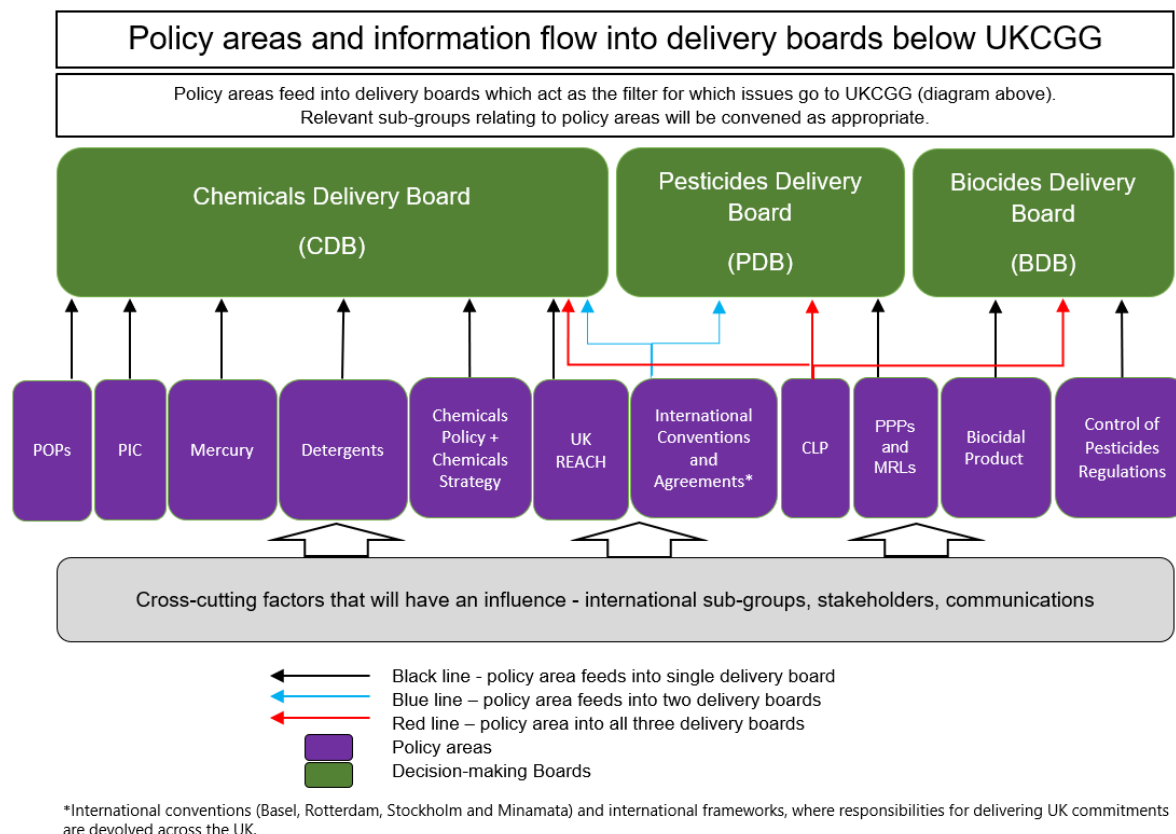 Policy areas and information flow into delivery boards below UKCGG
Policy areas feed into delivery boards which act as the filter for which issues go to UKCGG (diagram above).
Relevant sub-groups relating to policy areas will be convened as appropriate.
Chemicals Delivery Board
(CDB)
Pesticides Delivery
Board
(PDB)
Biocides Delivery
Board
(BDB)
POPs
PIC
Mercury
Detergents
Chemicals
Policy +
Chemicals
Strategy
UK
REACH
International
Conventions
and
Agreements*
CLP
PPPs
and
MRLs
Biocidal
Product
Control of
Pesticides
Regulations
Cross-cutting factors that will have an influence - international sub-groups, stakeholders, communications
Black line - policy area feeds into single delivery board
Blue line – policy area feeds into two delivery boards
Red line – policy area into all three delivery boards
Policy areas
Decision-making Boards
*International conventions (Basel, Rotterdam, Stockholm and Minamata) and international frameworks, where responsibilities for delivering UK commitments
are devolved across the UK.